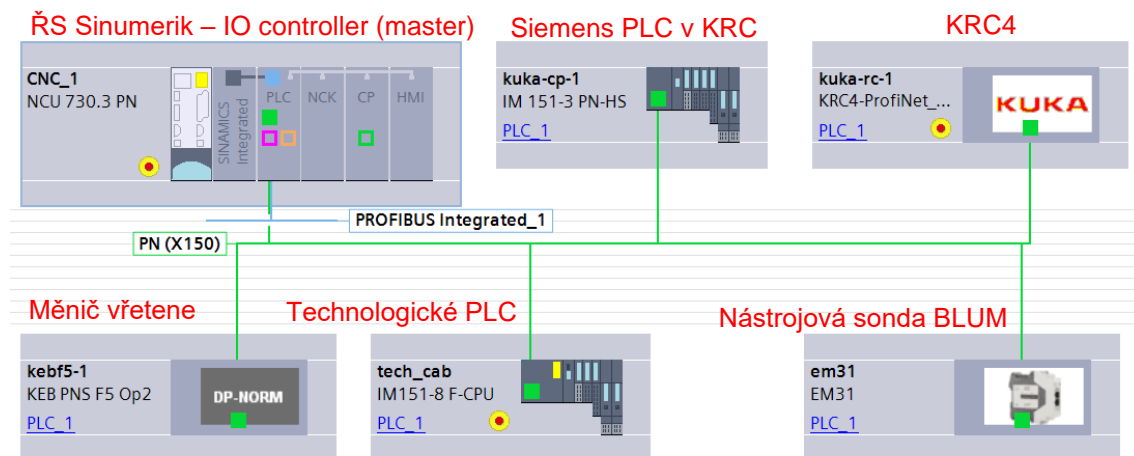 ŘS Sinumerik – IO controller (master)
Siemens PLC v KRC
KRC4
CNC_1
NCU 730.3 PN
SINAMICS
Integrated
PLC
NCK
CP
HMI
kuka-cp-1
IM 151-3 PN-HS
PLC_1
kuka-rc-1
KRC4-ProfiNet_...
PLC_1
KUKA
PROFIBUS Integrated_1
PN (X150)
Měnič vřetene
Technologické PLC
Nástrojová sonda BLUM
kebf5-1
KEB PNS F5 Op2
PLC_1
DP-NORM
tech_cab
IM151-8 F-CPU
PLC_1
em31
EM31
PLC_1